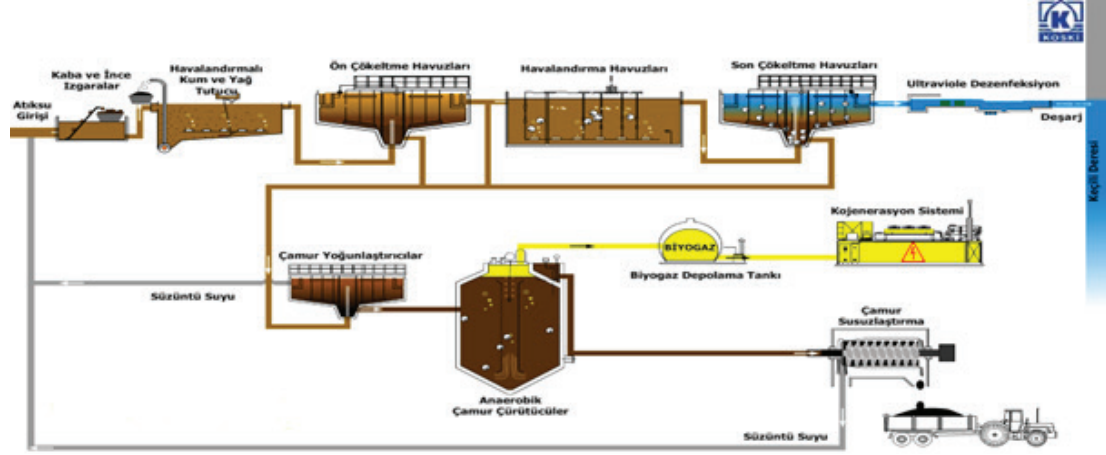 KOSKİ
Kaba ve İnce
Izgaralar
Havalandırmalı
Kum ve Yağ
Tutucu
Ön Çökeltme Havuzları
Havalandırma Havuzları
Son Çökeltme Havuzları
Ultraviole Dezenfeksiyon
Atıksu
Girişi
Deşarj
Keçili Deresi
Kojenerasyon Sistemi
BİYOGAZ
Biyogaz Depolama Tankı
Çamur Yoğunlaştırıcılar
Süzüntü Suyu
Çamur
Susuzlaştırma
Anaerobik
Çamur Çürütücüler
Süzüntü Suyu